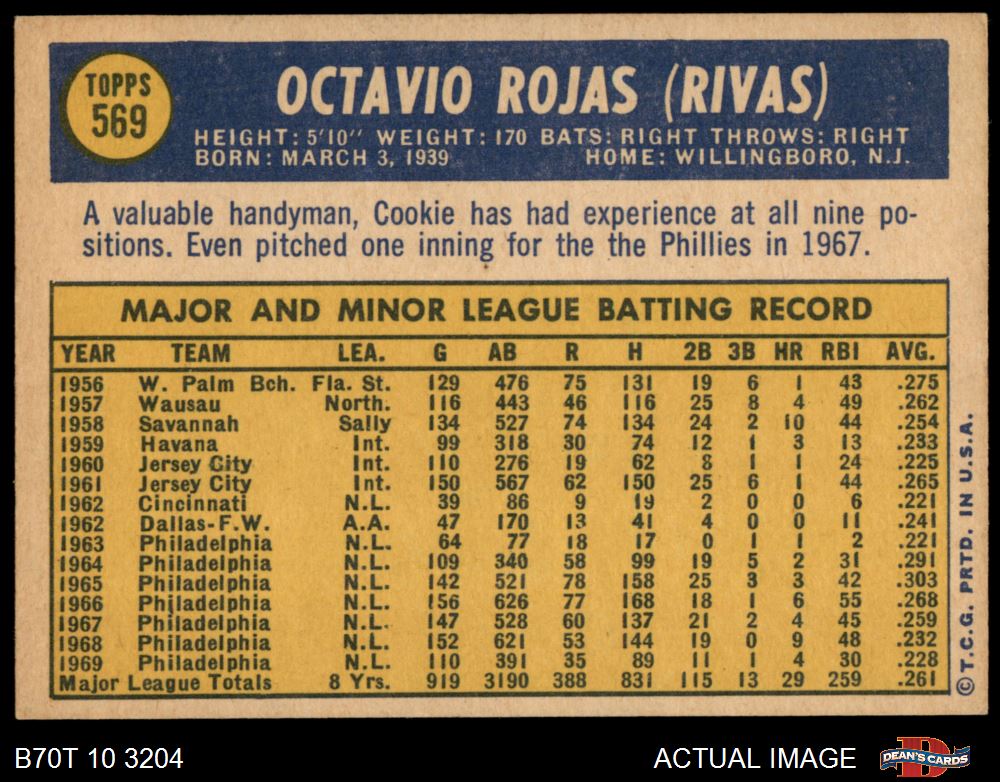 TOPPS
569
OCTAVIO ROJAS (RIVAS)
HEIGHT: 5'10" WEIGHT: 170 BATS: RIGHT THROWS: RIGHT
BORN: MARCH 3, 1939 HOME: WILLINGBORO, N.J.
A valuable handyman, Cookie has had experience at all nine po-
sitions. Even pitched one inning for the the Phillies in 1967.
MAJOR AND MINOR LEAGUE BATTING RECORD
YEAR TEAM LEA. G AB R H 2B 3B HR RBI AVG.
1956 W. Palm Bch. Fla. St. 129 476 75 131 19 6 1 43 .275
1957 Wausau North. 116 443 46 116 25 8 4 49 .262
1958 Savannah Sally 134 527 74 134 24 2 10 44 .254
1959 Havana Int. 99 318 30 74 12 1 3 13 .233
1960 Jersey City Int. 110 276 19 62 8 1 1 24 .225
1961 Jersey City Int. 150 567 62 150 25 6 1 44 .265
1962 Cincinnati N.L. 39 86 9 19 2 0 0 6 .221
1962 Dallas-F.W. A.A. 47 170 13 41 4 0 0 11 .241
1963 Philadelphia N.L. 64 77 18 17 0 1 1 2 .221
1964 Philadelphia N.L. 109 340 58 99 19 5 2 31 .291
1965 Philadelphia N.L. 142 521 78 158 25 3 3 42 .303
1966 Philadelphia N.L. 156 626 77 168 18 1 6 55 .268
1967 Philadelphia N.L. 147 528 60 137 21 2 4 45 .259
1968 Philadelphia N.L. 152 621 53 144 19 0 9 48 .232
1969 Philadelphia N.L. 110 391 35 89 11 1 4 30 .228
Major League Totals 8 Yrs. 919 3190 388 831 115 13 29 259 .261
© T.C.G. PRTD. IN U.S.A.
B70T 10 3204 ACTUAL IMAGE DEAN'S CARDS